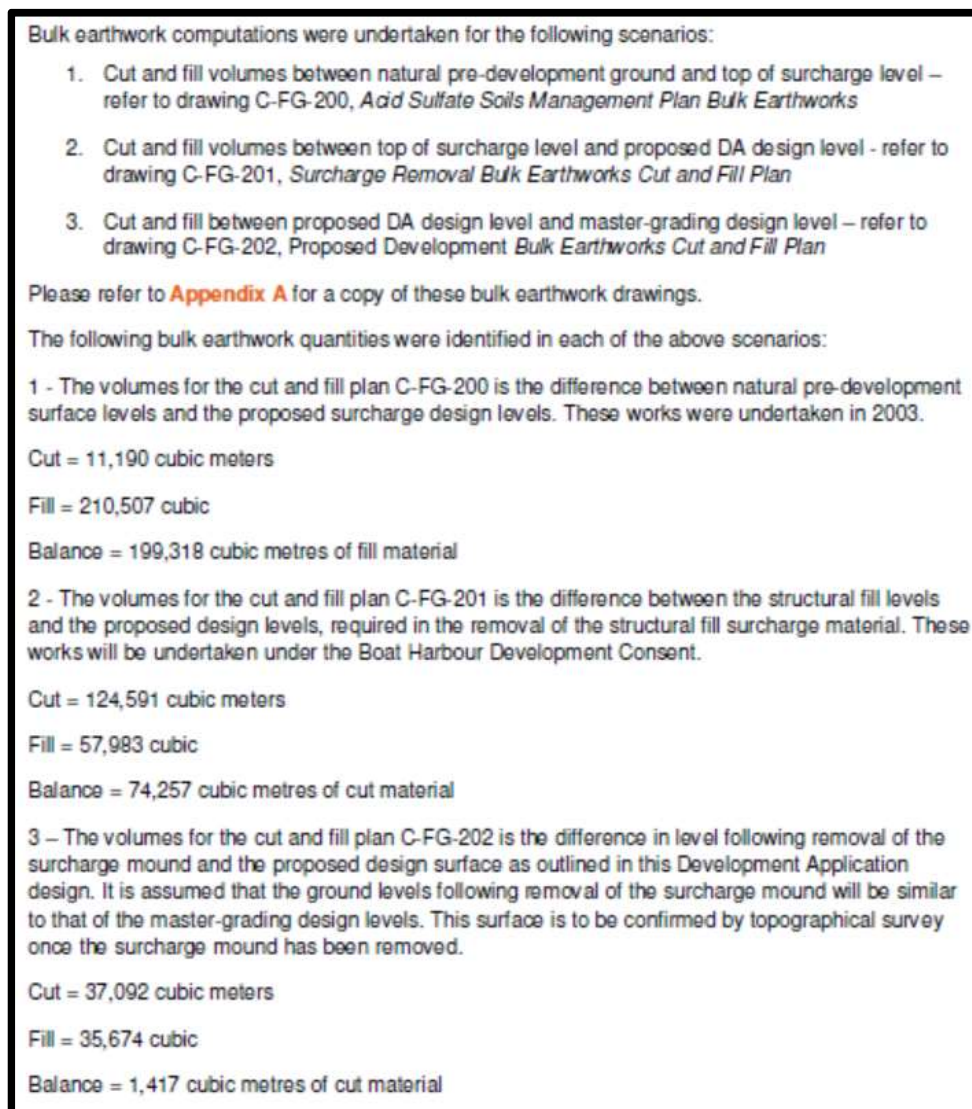 Bulk earthwork computations were undertaken for the following scenarios:
1. Cut and fill volumes between natural pre-development ground and top of surcharge level –
refer to drawing C-FG-200, Acid Sulfate Soils Management Plan Bulk Earthworks
2. Cut and fill volumes between top of surcharge level and proposed DA design level - refer to
drawing C-FG-201, Surcharge Removal Bulk Earthworks Cut and Fill Plan
3. Cut and fill between proposed DA design level and master-grading design level – refer to
drawing C-FG-202, Proposed Development Bulk Earthworks Cut and Fill Plan
Please refer to Appendix A for a copy of these bulk earthwork drawings.
The following bulk earthwork quantities were identified in each of the above scenarios:
1 - The volumes for the cut and fill plan C-FG-200 is the difference between natural pre-development
surface levels and the proposed surcharge design levels. These works were undertaken in 2003.
Cut = 11,190 cubic meters
Fill = 210,507 cubic
Balance = 199,318 cubic metres of fill material
2 - The volumes for the cut and fill plan C-FG-201 is the difference between the structural fill levels
and the proposed design levels, required in the removal of the structural fill surcharge material. These
works will be undertaken under the Boat Harbour Development Consent.
Cut = 124,591 cubic meters
Fill = 57,983 cubic
Balance = 74,257 cubic metres of cut material
3 – The volumes for the cut and fill plan C-FG-202 is the difference in level following removal of the
surcharge mound and the proposed design surface as outlined in this Development Application
design. It is assumed that the ground levels following removal of the surcharge mound will be similar
to that of the master-grading design levels. This surface is to be confirmed by topographical survey
once the surcharge mound has been removed.
Cut = 37,092 cubic meters
Fill = 35,674 cubic
Balance = 1,417 cubic metres of cut material